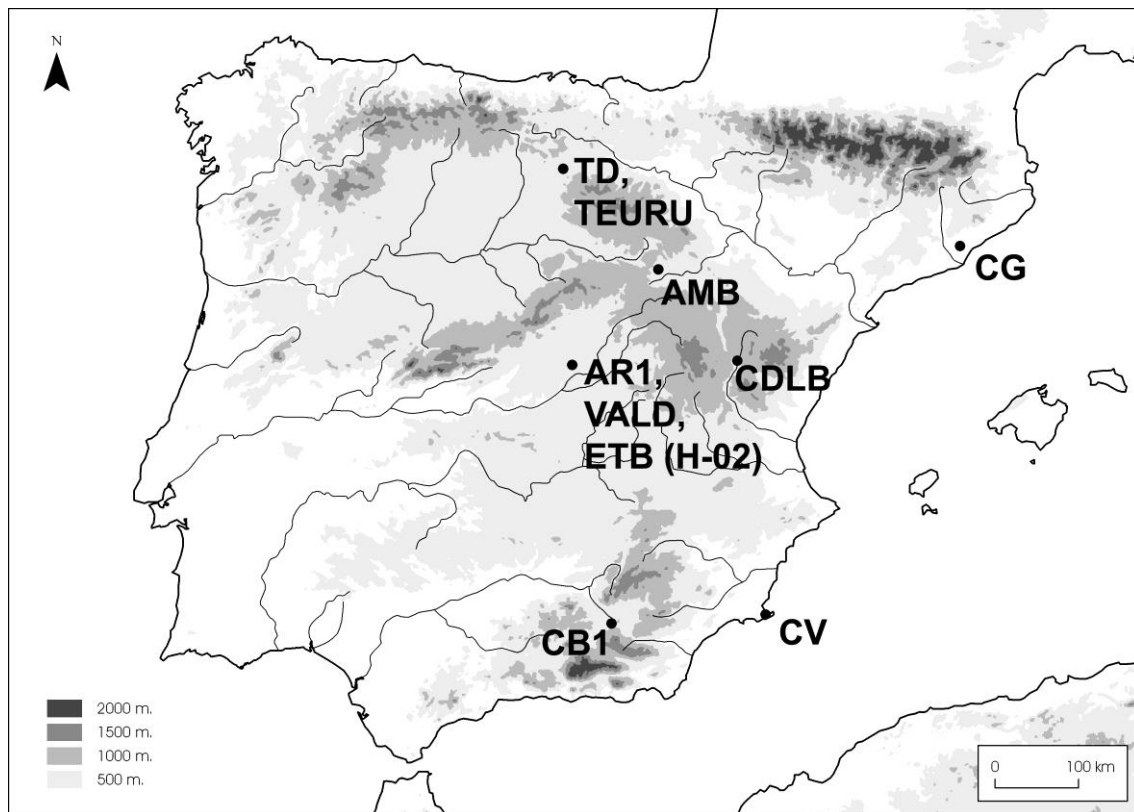 N
TD,
TEURU
CG
AMB
AR1,
VALD,
ETB (H-02)
CDLB
CB1
CV
2000 m.
1500 m.
1000 m.
500 m.
0 100 km